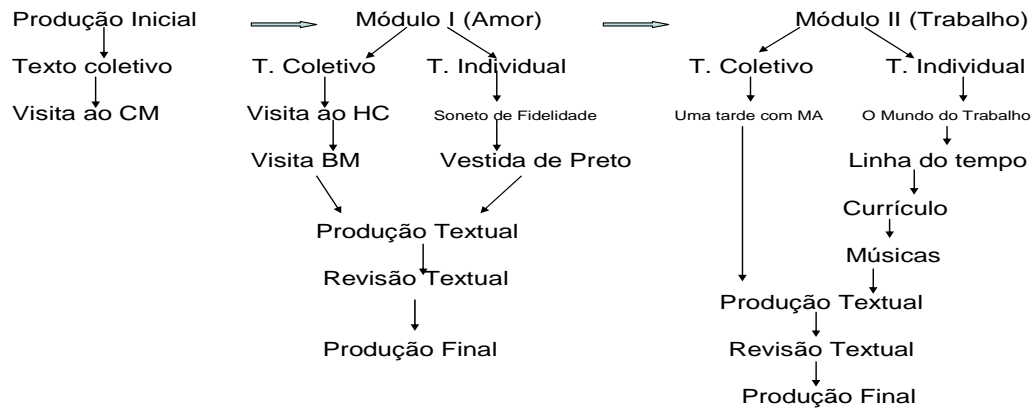 Produção Inicial
Texto coletivo
Visita ao CM
Módulo I (Amor)
T. Coletivo
Visita ao HC
Visita BM
T. Individual
Soneto de Fidelidade
Vestida de Preto
Produção Textual
Revisão Textual
Produção Final
Módulo II (Trabalho)
T. Coletivo
Uma tarde com MA
T. Individual
O Mundo do Trabalho
Linha do tempo
Currículo
Músicas
Produção Textual
Revisão Textual
Produção Final